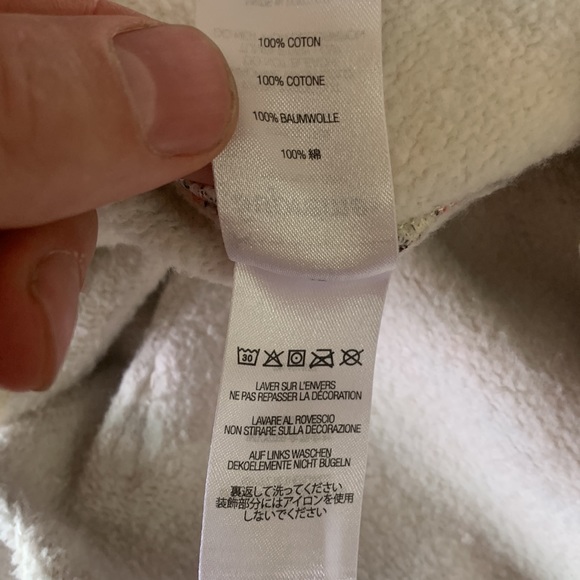 100% COTON
100% COTONE
100% BAUMWOLLE
100% 綿
30
LAVER SUR L'ENVERS
NE PAS REPASSER LA DÉCORATION
LAVARE AL ROVESCIO
NON STIRARE SULLA DECORAZIONE
AUF LINKS WASCHEN
DEKOELEMENTE NICHT BÜGELN
裏返して洗ってください
装飾部分にはアイロンを使用
しないでください